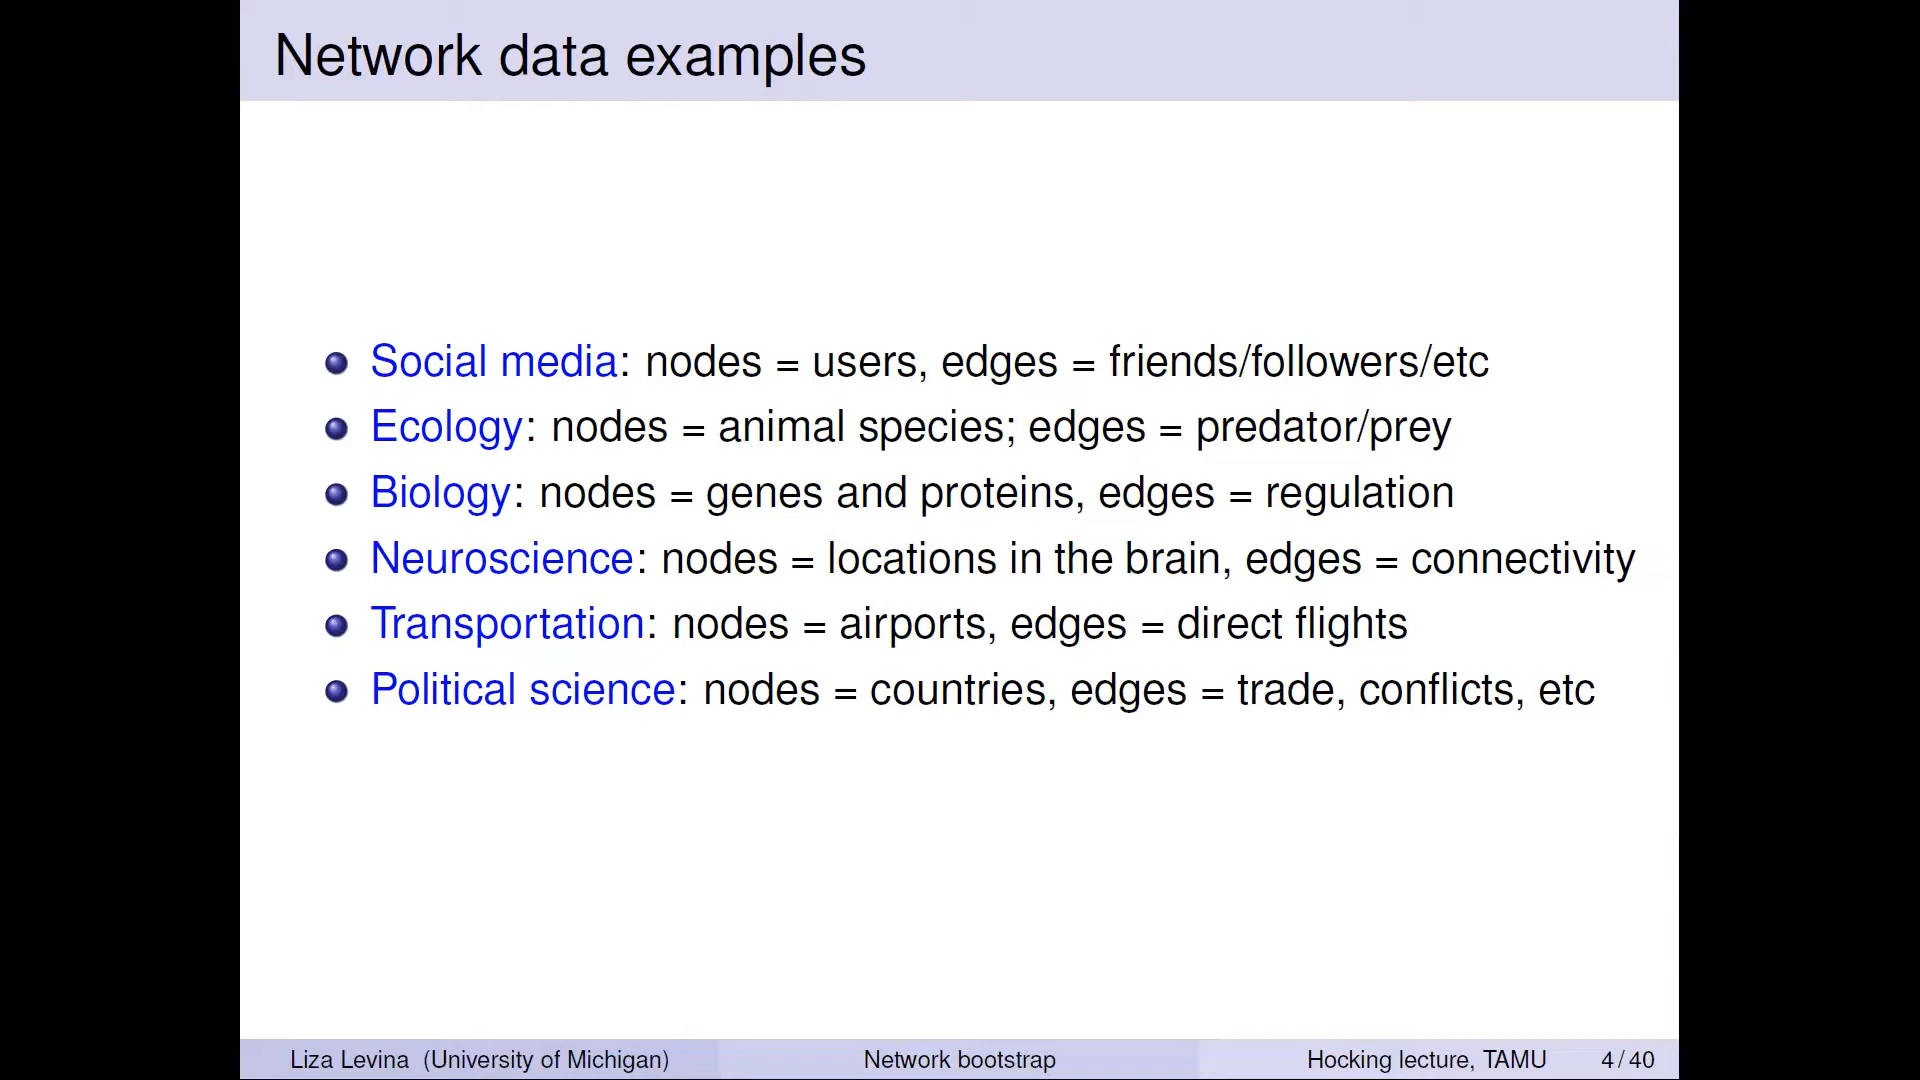 Network data examples
Social media: nodes = users, edges = friends/followers/etc
Ecology: nodes = animal species; edges = predator/prey
Biology: nodes = genes and proteins, edges = regulation
Neuroscience: nodes = locations in the brain, edges = connectivity
Transportation: nodes = airports, edges = direct flights
Political science: nodes = countries, edges = trade, conflicts, etc
Liza Levina (University of Michigan) Network bootstrap Hocking lecture, TAMU 4 / 40